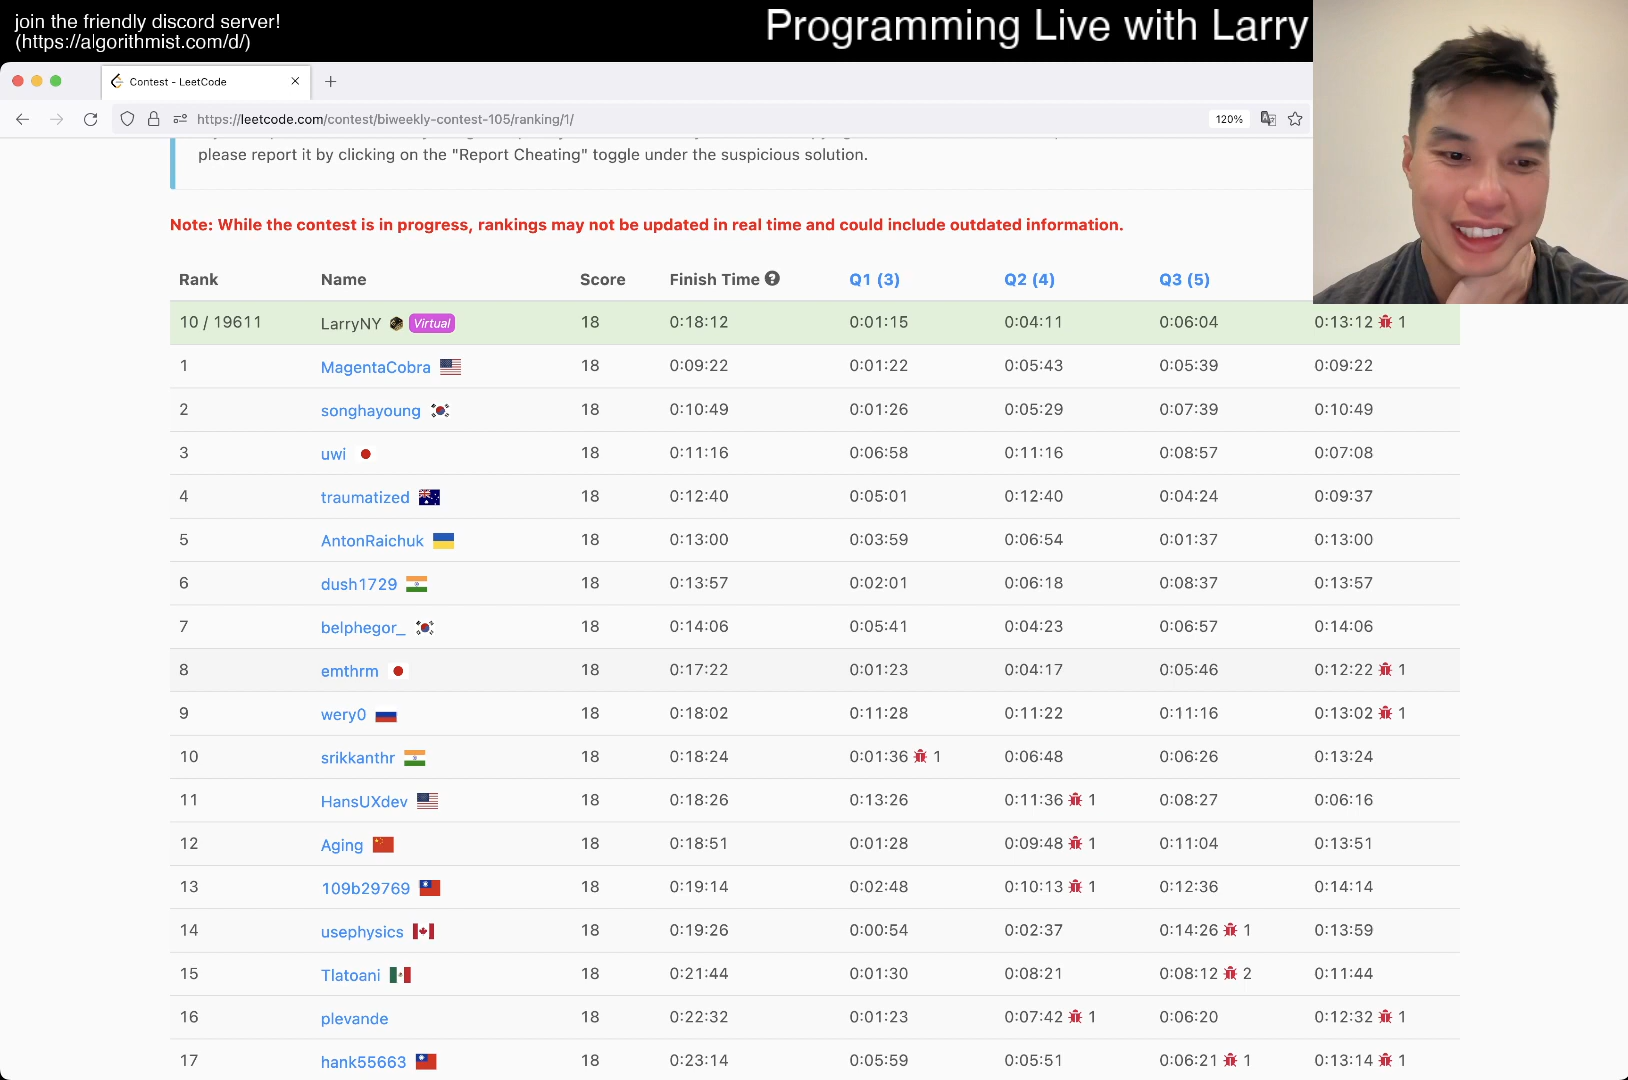 join the friendly discord server!
(https://algorithmist.com/d/)
Programming Live with Larry
Contest - LeetCode
https://leetcode.com/contest/biweekly-contest-105/ranking/1/
120%
please report it by clicking on the "Report Cheating" toggle under the suspicious solution.
Note: While the contest is in progress, rankings may not be updated in real time and could include outdated information.
Rank Name Score Finish Time Q1 (3) Q2 (4) Q3 (5)
10 / 19611 LarryNY Virtual 18 0:18:12 0:01:15 0:04:11 0:06:04 0:13:12 1
1 MagentaCobra 18 0:09:22 0:01:22 0:05:43 0:05:39 0:09:22
2 songhayoung 18 0:10:49 0:01:26 0:05:29 0:07:39 0:10:49
3 uwi 18 0:11:16 0:06:58 0:11:16 0:08:57 0:07:08
4 traumatized 18 0:12:40 0:05:01 0:12:40 0:04:24 0:09:37
5 AntonRaichuk 18 0:13:00 0:03:59 0:06:54 0:01:37 0:13:00
6 dush1729 18 0:13:57 0:02:01 0:06:18 0:08:37 0:13:57
7 belphegor_ 18 0:14:06 0:05:41 0:04:23 0:06:57 0:14:06
8 emthrm 18 0:17:22 0:01:23 0:04:17 0:05:46 0:12:22 1
9 wery0 18 0:18:02 0:11:28 0:11:22 0:11:16 0:13:02 1
10 srikkanthr 18 0:18:24 0:01:36 1 0:06:48 0:06:26 0:13:24
11 HansUXdev 18 0:18:26 0:13:26 0:11:36 1 0:08:27 0:06:16
12 Aging 18 0:18:51 0:01:28 0:09:48 1 0:11:04 0:13:51
13 109b29769 18 0:19:14 0:02:48 0:10:13 1 0:12:36 0:14:14
14 usephysics 18 0:19:26 0:00:54 0:02:37 0:14:26 1 0:13:59
15 Tlatoani 18 0:21:44 0:01:30 0:08:21 0:08:12 2 0:11:44
16 plevande 18 0:22:32 0:01:23 0:07:42 1 0:06:20 0:12:32 1
17 hank55663 18 0:23:14 0:05:59 0:05:51 0:06:21 1 0:13:14 1